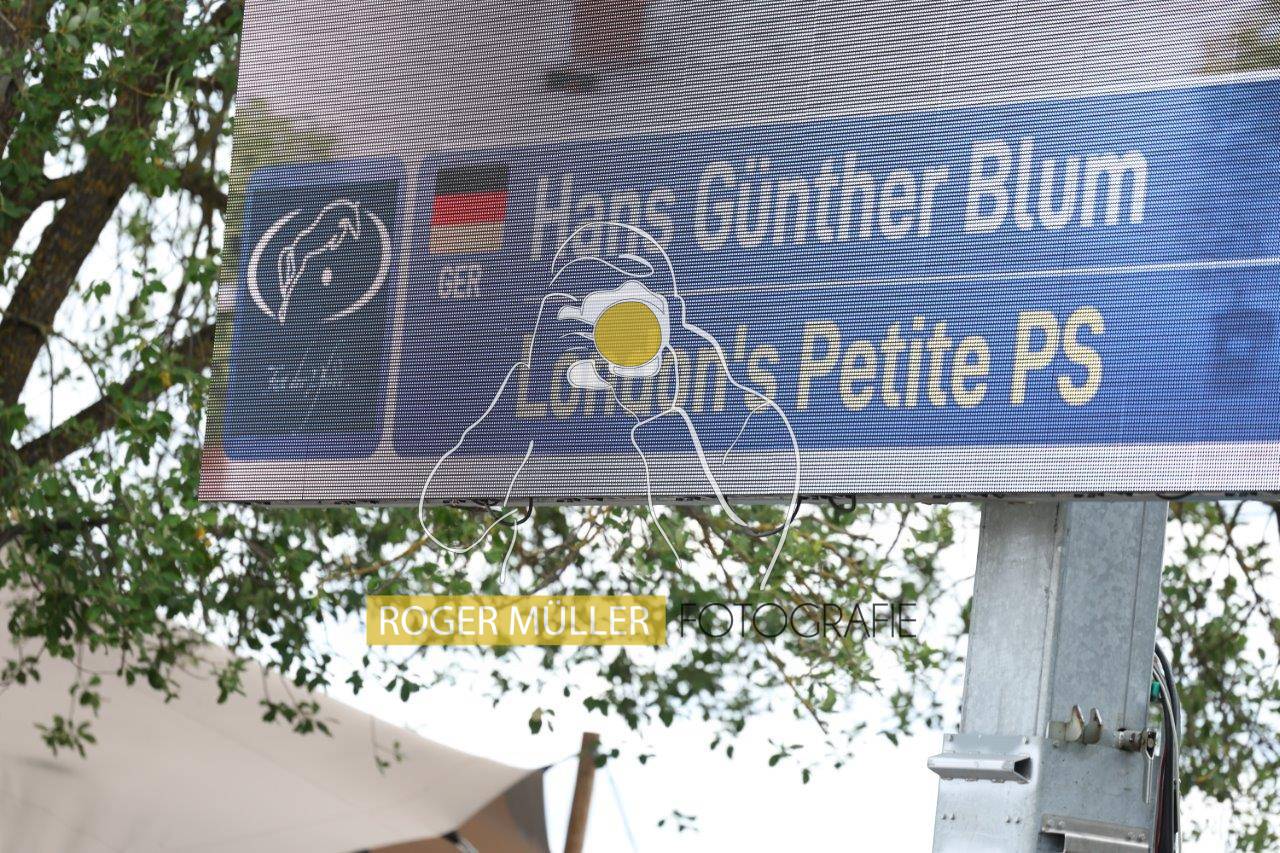 Hans Günther Blum
GER
London's Petite PS
ROGER MÜLLER FOTOGRAFIE